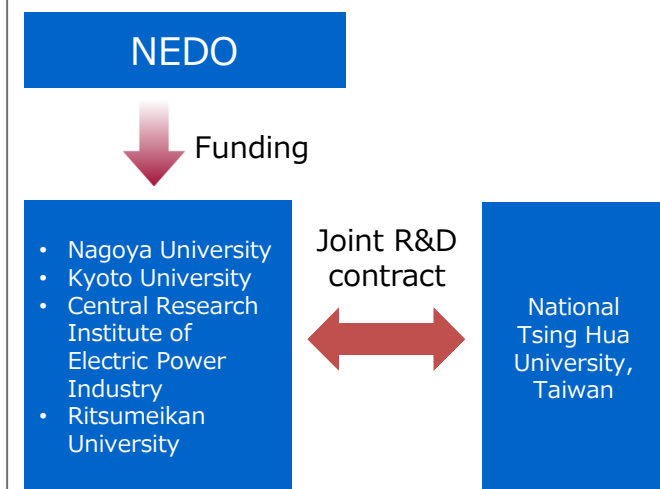 NEDO
Funding
• Nagoya University
• Kyoto University
• Central Research
Institute of
Electric Power
Industry
• Ritsumeikan
University
Joint R&D
contract
National
Tsing Hua
University,
Taiwan